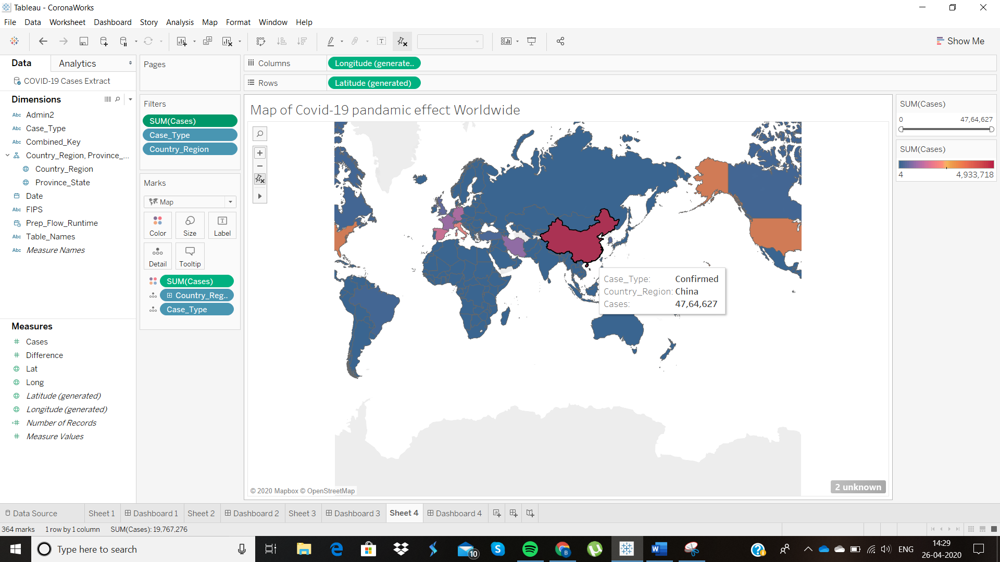 Tableau - CoronaWorks
File Data Worksheet Dashboard Story Analysis Map Format Window Help
Show Me
Data Analytics
COVID-19 Cases Extract
Dimensions
Abc Admin2
Abc Case_Type
Abc Combined_Key
Country_Region, Province_...
Country_Region
Province_State
Date
Abc FIPS
Prep_Flow_Runtime
Abc Table_Names
Abc Measure Names
Measures
Cases
Difference
Lat
Long
Latitude (generated)
Longitude (generated)
Number of Records
Measure Values
Pages
Filters
SUM(Cases)
Case_Type
Country_Region
Marks
Map
Color Size Label
Detail Tooltip
SUM(Cases)
Country_Reg..
Case_Type
Columns Longitude (generate..
Rows Latitude (generated)
Map of Covid-19 pandamic effect Worldwide
Case_Type: Confirmed
Country_Region: China
Cases: 47,64,627
© 2020 Mapbox © OpenStreetMap
2 unknown
SUM(Cases)
0 47,64,627
SUM(Cases)
4 4,933,718
Data Source Sheet 1 Dashboard 1 Sheet 2 Dashboard 2 Sheet 3 Dashboard 3 Sheet 4 Dashboard 4
364 marks 1 row by 1 column SUM(Cases): 19,767,276
Type here to search
10
ENG
14:29
26-04-2020